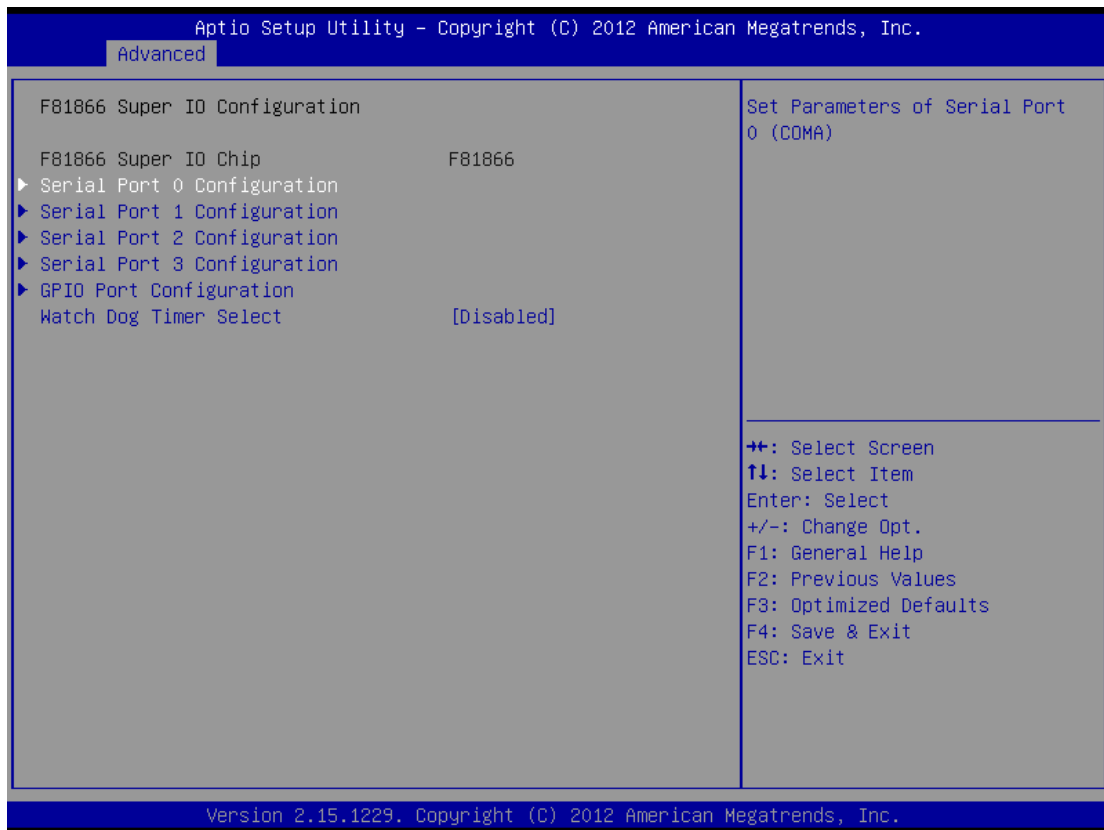 Aptio Setup Utility – Copyright (C) 2012 American Megatrends, Inc.
Advanced
F81866 Super IO Configuration
F81866 Super IO Chip F81866
▶ Serial Port 0 Configuration
▶ Serial Port 1 Configuration
▶ Serial Port 2 Configuration
▶ Serial Port 3 Configuration
▶ GPIO Port Configuration
Watch Dog Timer Select [Disabled]
Set Parameters of Serial Port
0 (COMA)
→←: Select Screen
↑↓: Select Item
Enter: Select
+/-: Change Opt.
F1: General Help
F2: Previous Values
F3: Optimized Defaults
F4: Save & Exit
ESC: Exit
Version 2.15.1229. Copyright (C) 2012 American Megatrends, Inc.